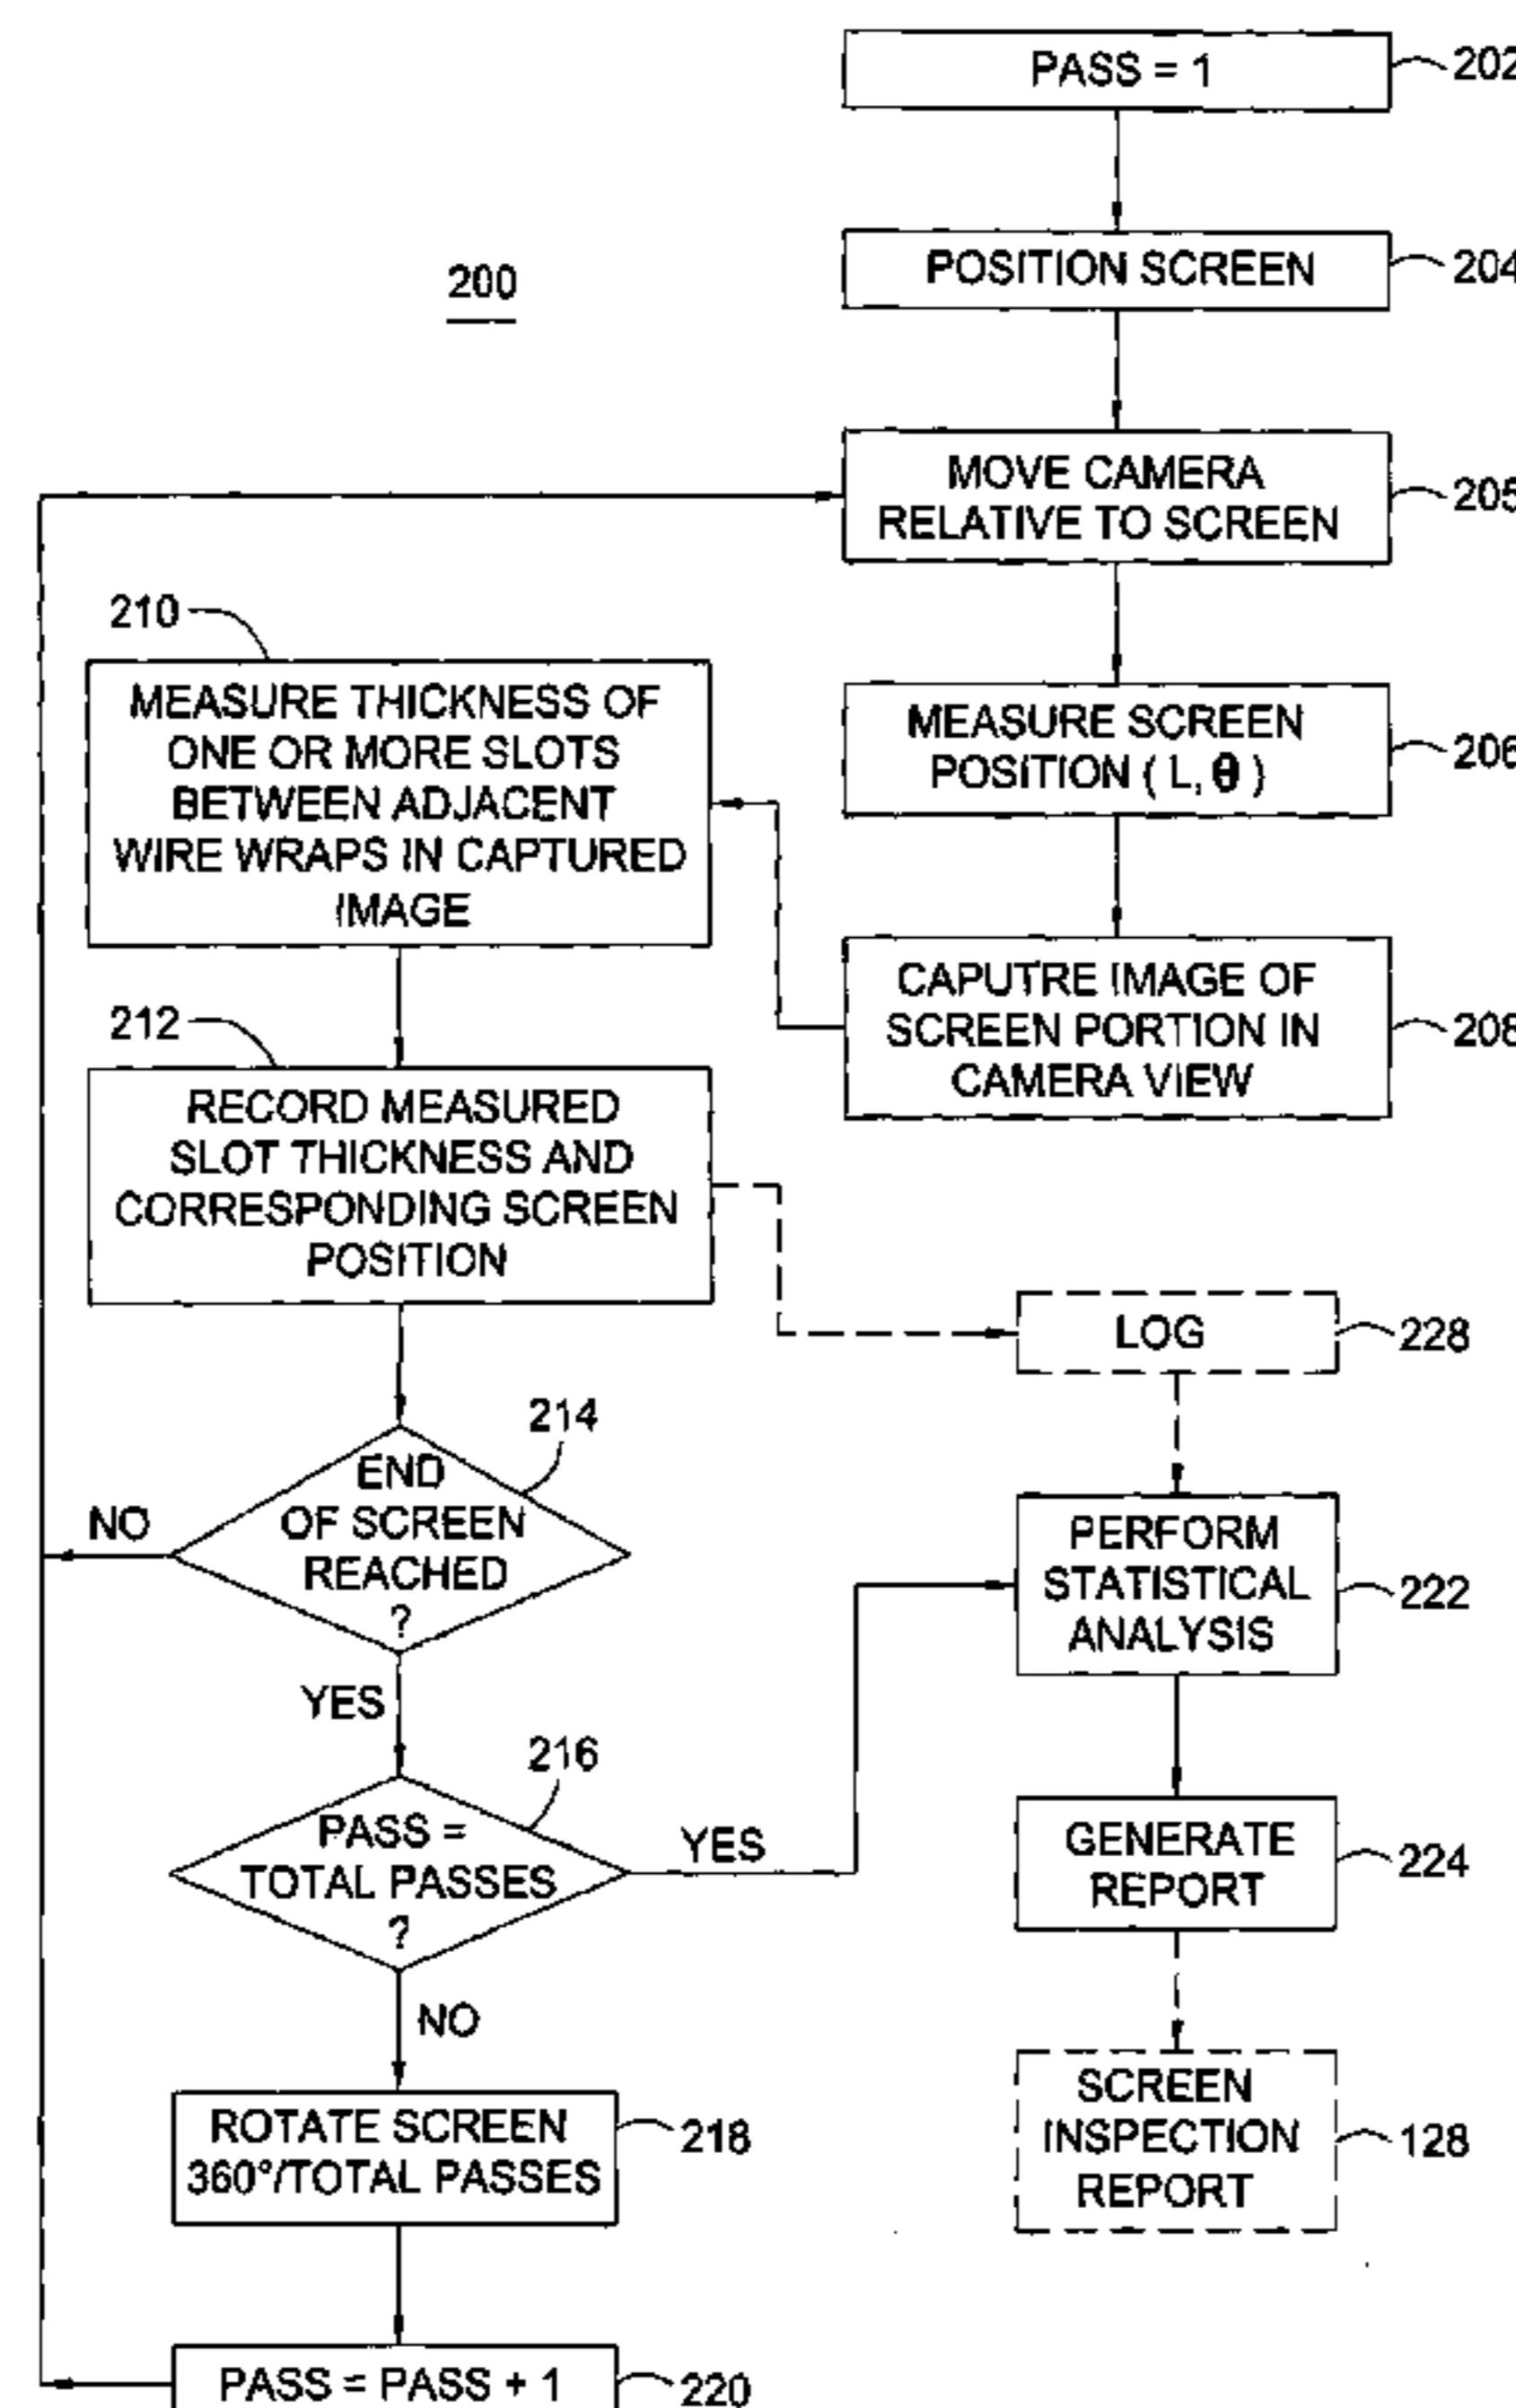 PASS = 1
202
POSITION SCREEN
204
200
MOVE CAMERA
RELATIVE TO SCREEN
205
MEASURE SCREEN
POSITION ( L, θ )
206
CAPUTRE IMAGE OF
SCREEN PORTION IN
CAMERA VIEW
208
210
MEASURE THICKNESS OF
ONE OR MORE SLOTS
BETWEEN ADJACENT
WIRE WRAPS IN CAPTURED
IMAGE
212
RECORD MEASURED
SLOT THICKNESS AND
CORRESPONDING SCREEN
POSITION
LOG
228
214
END
OF SCREEN
REACHED
?
NO
YES
216
PASS =
TOTAL PASSES
?
YES
NO
PERFORM
STATISTICAL
ANALYSIS
222
GENERATE
REPORT
224
SCREEN
INSPECTION
REPORT
128
ROTATE SCREEN
360°/TOTAL PASSES
218
PASS = PASS + 1
220